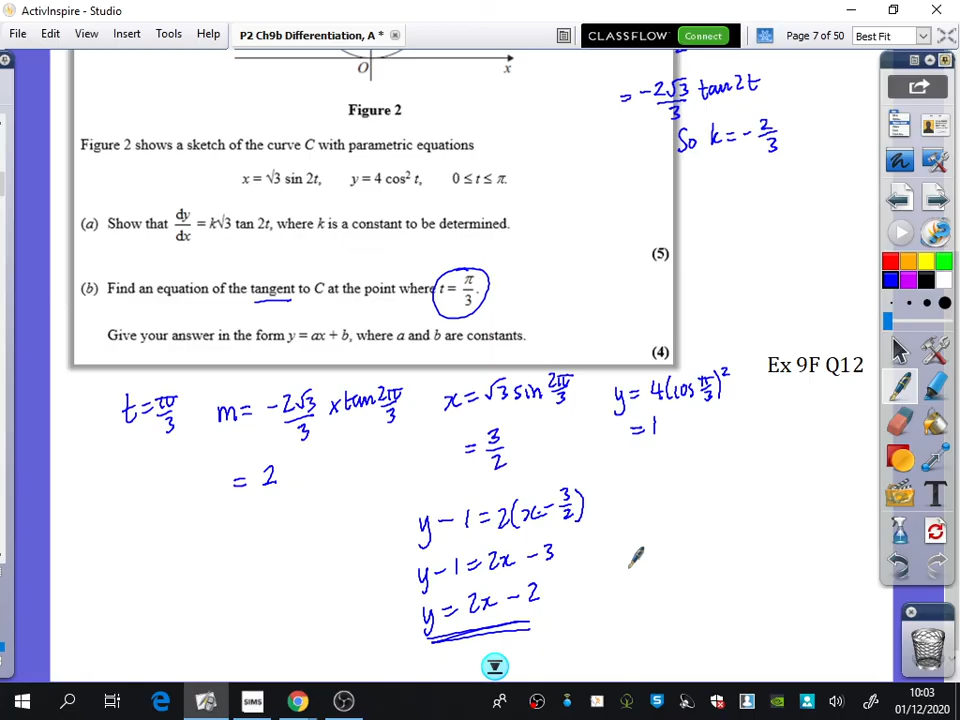 ActivInspire - Studio
File Edit View Insert Tools Help
P2 Ch9b Differentiation, A *
CLASSFLOW Connect
Page 7 of 50
Best Fit
O x
Figure 2
= -2√3/3 tan2t
So k = -2/3
Figure 2 shows a sketch of the curve C with parametric equations
x = √3 sin 2t, y = 4 cos² t, 0 ≤ t ≤ π.
(a) Show that dy/dx = k√3 tan 2t, where k is a constant to be determined.
(5)
(b) Find an equation of the tangent to C at the point where t = π/3.
Give your answer in the form y = ax + b, where a and b are constants.
(4)
Ex 9F Q12
t = π/3 m = -2√3/3 x tan 2π/3 x = √3 sin 2π/3 y = 4(cos π/3)²
= 2 = 3/2 = 1
y - 1 = 2(x - 3/2)
y - 1 = 2x - 3
y = 2x - 2
T
SIMS
10:03
01/12/2020